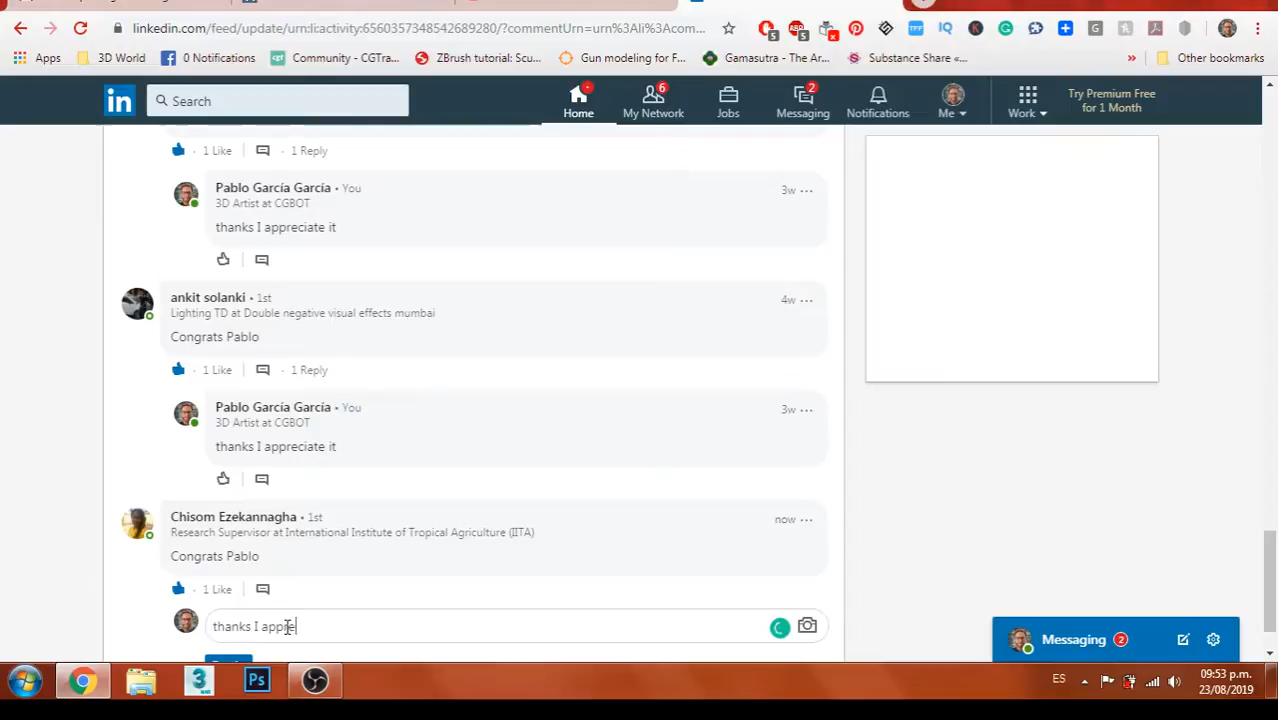 linkedin.com/feed/update/urn:li:activity:6560357348542689280/?commentUrn=urn%3Ali%3Acom...
Apps
3D World
0 Notifications
Community - CGTra...
ZBrush tutorial: Scu...
Gun modeling for F...
Gamasutra - The Ar...
Substance Share «...
»
Other bookmarks
in
Search
Home
6
My Network
Jobs
2
Messaging
Notifications
Me
Work
Try Premium Free
for 1 Month
1 Like
1 Reply
Pablo García García • You
3w
3D Artist at CGBOT
thanks I appreciate it
ankit solanki • 1st
4w
Lighting TD at Double negative visual effects mumbai
Congrats Pablo
1 Like
1 Reply
Pablo García García • You
3w
3D Artist at CGBOT
thanks I appreciate it
Chisom Ezekannagha • 1st
now
Research Supervisor at International Institute of Tropical Agriculture (IITA)
Congrats Pablo
1 Like
thanks I appre
Messaging 2
3
Ps
ES
09:53 p.m.
23/08/2019